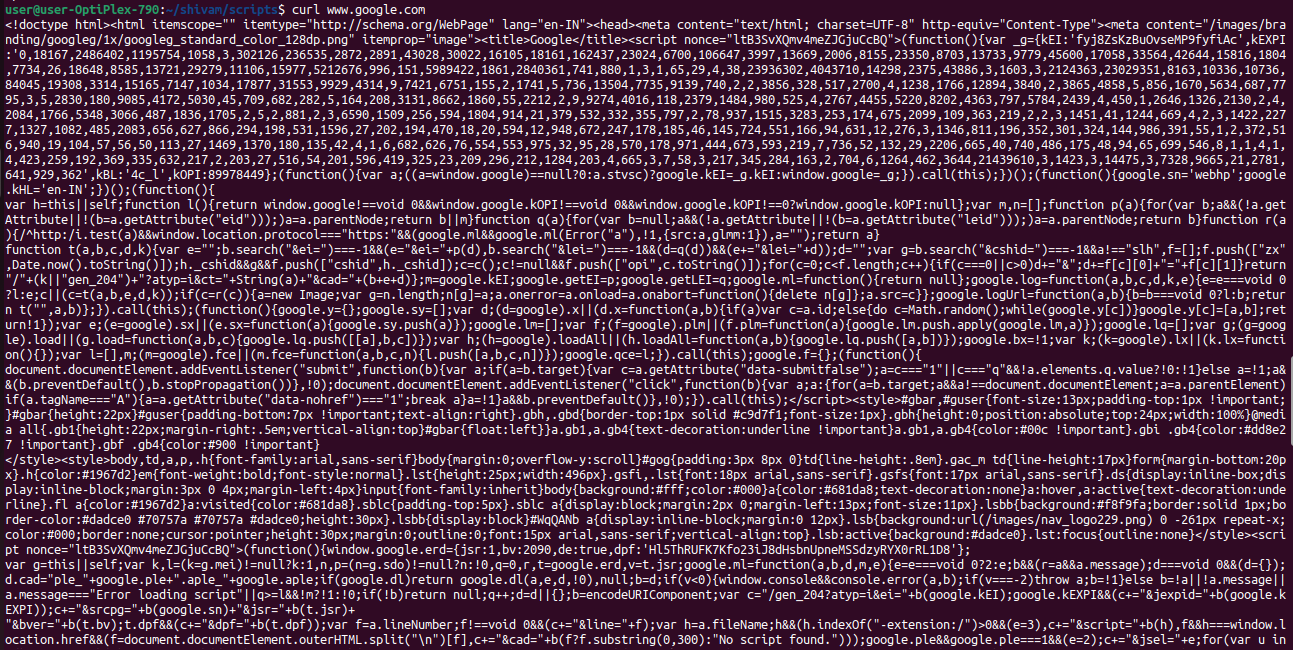 user@user-OptiPlex-790:~/shivam/scripts$ curl www.google.com
<!doctype html><html itemscope="" itemtype="http://schema.org/WebPage" lang="en-IN"><head><meta content="text/html; charset=UTF-8" http-equiv="Content-Type"><meta content="/images/bra
nding/googleg/1x/googleg_standard_color_128dp.png" itemprop="image"><title>Google</title><script nonce="ltB3SvXQmv4meZJGjuCcBQ">(function(){var _g={kEI:'fyj8ZsKzBuOvseMP9fyfiAc',kEXPI
:'0,18167,2486402,1195754,1058,3,302126,236535,2872,2891,43028,30022,16105,18161,162437,23024,6700,106647,3997,13669,2006,8155,23350,8703,13733,9779,45600,17058,33564,42644,15816,1804
,7734,26,18648,8585,13721,29279,11106,15977,5212676,996,151,5989422,1861,2840361,741,880,1,3,1,65,29,4,38,23936302,4043710,14298,2375,43886,3,1603,3,2124363,23029351,8163,10336,10736,
84045,19308,3314,15165,7147,1034,17877,31553,9929,4314,9,7421,6751,155,2,1741,5,736,13504,7735,9139,740,2,2,3856,328,517,2700,4,1238,1766,12894,3840,2,3865,4858,5,856,1670,5634,687,77
95,3,5,2830,180,9085,4172,5030,45,709,682,282,5,164,208,3131,8662,1860,55,2212,2,9,9274,4016,118,2379,1484,980,525,4,2767,4455,5220,8202,4363,797,5784,2439,4,450,1,2646,1326,2130,2,4,
2084,1766,5348,3066,487,1836,1705,2,5,2,881,2,3,6590,1509,256,594,1804,914,21,379,532,332,355,797,2,78,937,1515,3283,253,174,675,2099,109,363,219,2,2,3,1451,41,1244,669,4,2,3,1422,227
7,1327,1082,485,2083,656,627,866,294,198,531,1596,27,202,194,470,18,20,594,12,948,672,247,178,185,46,145,724,551,166,94,631,12,276,3,1346,811,196,352,301,324,144,986,391,55,1,2,372,51
6,940,19,104,57,56,50,113,27,1469,1370,180,135,42,4,1,6,682,626,76,554,553,975,32,95,28,570,178,971,444,673,593,219,7,736,52,132,29,2206,665,40,740,486,175,48,94,65,699,546,8,1,1,4,1,
4,423,259,192,369,335,632,217,2,203,27,516,54,201,596,419,325,23,209,296,212,1284,203,4,665,3,7,58,3,217,345,284,163,2,704,6,1264,462,3644,21439610,3,1423,3,14475,3,7328,9665,21,2781,
641,929,362',kBL:'4c_l',kOPI:89978449};(function(){var a;((a=window.google)==null?0:a.stvsc)?google.kEI=_g.kEI:window.google=_g;}).call(this);})();(function(){google.sn='webhp';google
.kHL='en-IN';})();(function(){
var h=this||self;function l(){return window.google!==void 0&&window.google.kOPI!==void 0&&window.google.kOPI!==0?window.google.kOPI:null};var m,n=[];function p(a){for(var b;a&&(!a.get
Attribute||!(b=a.getAttribute("eid")));)a=a.parentNode;return b||m}function q(a){for(var b=null;a&&(!a.getAttribute||!(b=a.getAttribute("leid")));)a=a.parentNode;return b}function r(a
){/^http:/i.test(a)&&window.location.protocol==="https:"&&(google.ml&&google.ml(Error("a"),!1,{src:a,glmm:1}),a="");return a}
function t(a,b,c,d,k){var e="";b.search("&ei=")===-1&&(e="&ei="+p(d),b.search("&lei=")===-1&&(d=q(d))&&(e+="&lei="+d));d="";var g=b.search("&cshid=")===-1&&a!=="slh",f=[];f.push(["zx"
,Date.now().toString()]);h._cshid&&g&&f.push(["cshid",h._cshid]);c=c();c!=null&&f.push(["opi",c.toString()]);for(c=0;c<f.length;c++){if(c===0||c>0)d+="&";d+=f[c][0]+"="+f[c][1]}return
"/"+(k||"gen_204")+"?atyp=i&ct="+String(a)+"&cad="+(b+e+d)};m=google.kEI;google.getEI=p;google.getLEI=q;google.ml=function(){return null};google.log=function(a,b,c,d,k,e){e=e===void 0
?l:e;c||(c=t(a,b,e,d,k));if(c=r(c)){a=new Image;var g=n.length;n[g]=a;a.onerror=a.onload=a.onabort=function(){delete n[g]};a.src=c}};google.logUrl=function(a,b){b=b===void 0?l:b;retur
n t("",a,b)};}).call(this);(function(){google.y={};google.sy=[];var d;(d=google).x||(d.x=function(a,b){if(a)var c=a.id;else{do c=Math.random();while(google.y[c])}google.y[c]=[a,b];ret
urn!1});var e;(e=google).sx||(e.sx=function(a){google.sy.push(a)});google.lm=[];var f;(f=google).plm||(f.plm=function(a){google.lm.push.apply(google.lm,a)});google.lq=[];var g;(g=goog
le).load||(g.load=function(a,b,c){google.lq.push([[a],b,c])});var h;(h=google).loadAll||(h.loadAll=function(a,b){google.lq.push([a,b])});google.bx=!1;var k;(k=google).lx||(k.lx=functi
on(){});var l=[],m;(m=google).fce||(m.fce=function(a,b,c,n){l.push([a,b,c,n])});google.qce=l;}).call(this);google.f={};(function(){
document.documentElement.addEventListener("submit",function(b){var a;if(a=b.target){var c=a.getAttribute("data-submitfalse");a=c==="1"||c==="q"&&!a.elements.q.value?!0:!1}else a=!1;a&
&(b.preventDefault(),b.stopPropagation())},!0);document.documentElement.addEventListener("click",function(b){var a;a:{for(a=b.target;a&&a!==document.documentElement;a=a.parentElement)
if(a.tagName==="A"){a=a.getAttribute("data-nohref")==="1";break a}a=!1}a&&b.preventDefault()},!0);}).call(this);</script><style>#gbar,#guser{font-size:13px;padding-top:1px !important;
}#gbar{height:22px}#guser{padding-bottom:7px !important;text-align:right}.gbh,.gbd{border-top:1px solid #c9d7f1;font-size:1px}.gbh{height:0;position:absolute;top:24px;width:100%}@medi
a all{.gb1{height:22px;margin-right:.5em;vertical-align:top}#gbar{float:left}}a.gb1,a.gb4{text-decoration:underline !important}a.gb1,a.gb4{color:#00c !important}.gbi .gb4{color:#dd8e2
7 !important}.gbf .gb4{color:#900 !important}
</style><style>body,td,a,p,.h{font-family:arial,sans-serif}body{margin:0;overflow-y:scroll}#gog{padding:3px 8px 0}td{line-height:.8em}.gac_m td{line-height:17px}form{margin-bottom:20p
x}.h{color:#1967d2}em{font-weight:bold;font-style:normal}.lst{height:25px;width:496px}.gsfi,.lst{font:18px arial,sans-serif}.gsfs{font:17px arial,sans-serif}.ds{display:inline-box;dis
play:inline-block;margin:3px 0 4px;margin-left:4px}input{font-family:inherit}body{background:#fff;color:#000}a{color:#681da8;text-decoration:none}a:hover,a:active{text-decoration:unde
rline}.fl a{color:#1967d2}a:visited{color:#681da8}.sblc{padding-top:5px}.sblc a{display:block;margin:2px 0;margin-left:13px;font-size:11px}.lsbb{background:#f8f9fa;border:solid 1px;bo
rder-color:#dadce0 #70757a #70757a #dadce0;height:30px}.lsbb{display:block}#WqQANb a{display:inline-block;margin:0 12px}.lsb{background:url(/images/nav_logo229.png) 0 -261px repeat-x;
color:#000;border:none;cursor:pointer;height:30px;margin:0;outline:0;font:15px arial,sans-serif;vertical-align:top}.lsb:active{background:#dadce0}.lst:focus{outline:none}</style><scri
pt nonce="ltB3SvXQmv4meZJGjuCcBQ">(function(){window.google.erd={jsr:1,bv:2090,de:true,dpf:'Hl5ThRUFK7Kfo23iJ8dHsbnUpneMSSdzyRYX0rRL1D8'};
var g=this||self;var k,l=(k=g.mei)!=null?k:1,n,p=(n=g.sdo)!=null?n:!0,q=0,r,t=google.erd,v=t.jsr;google.ml=function(a,b,d,m,e){e=e===void 0?2:e;b&&(r=a&&a.message);d===void 0&&(d={});
d.cad="ple_"+google.ple+".aple_"+google.aple;if(google.dl)return google.dl(a,e,d,!0),null;b=d;if(v<0){window.console&&console.error(a,b);if(v===-2)throw a;b=!1}else b=!a||!a.message||
a.message==="Error loading script"||q>=l&&!m?!1:!0;if(!b)return null;q++;d=d||{};b=encodeURIComponent;var c="/gen_204?atyp=i&ei="+b(google.kEI);google.kEXPI&&(c+="&jexpid="+b(google.k
EXPI));c+="&srcpg="+b(google.sn)+"&jsr="+b(t.jsr)+
"&bver="+b(t.bv);t.dpf&&(c+="&dpf="+b(t.dpf));var f=a.lineNumber;f!==void 0&&(c+="&line="+f);var h=a.fileName;h&&(h.indexOf("-extension:/")>0&&(e=3),c+="&script="+b(h),f&&h===window.l
ocation.href&&(f=document.documentElement.outerHTML.split("\n")[f],c+="&cad="+b(f?f.substring(0,300):"No script found.")));google.ple&&google.ple===1&&(e=2);c+="&jsel="+e;for(var u in